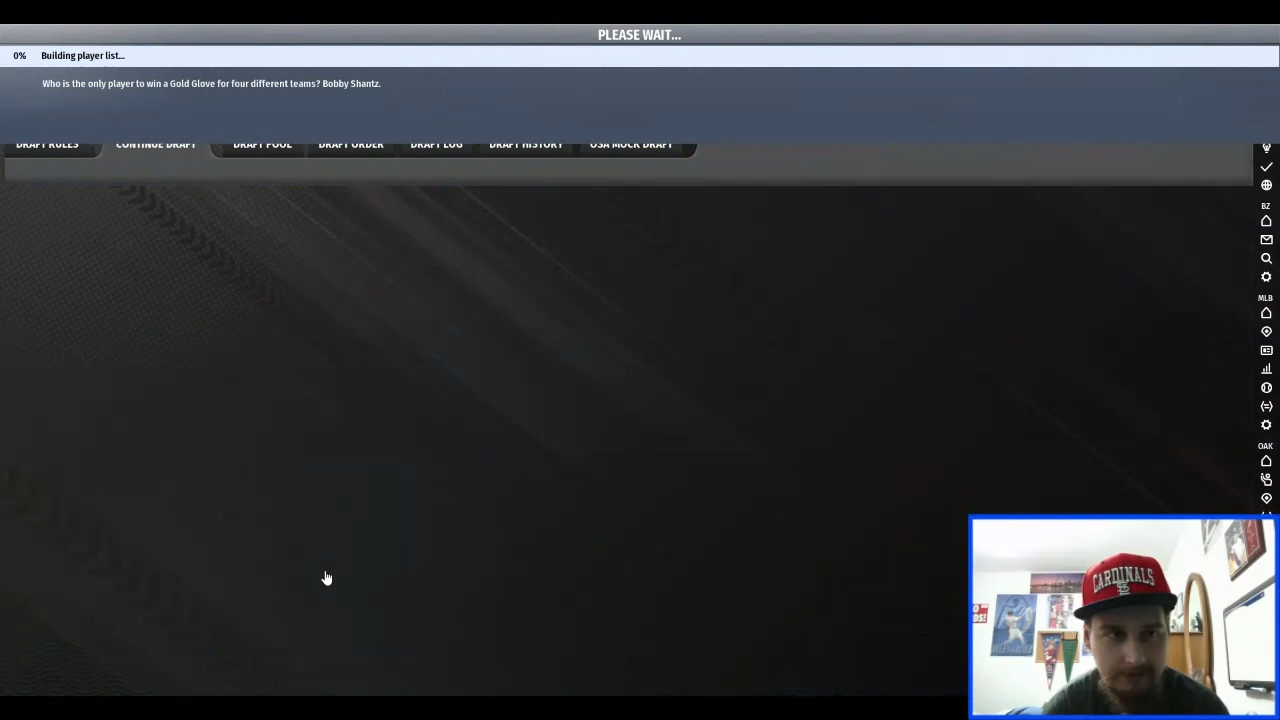 PLEASE WAIT...
0% Building player list...
Who is the only player to win a Gold Glove for four different teams? Bobby Shantz.
DRAFT RULES CONTINUE DRAFT DRAFT POOL DRAFT ORDER DRAFT LOG DRAFT HISTORY OSA MOCK DRAFT
BZ
MLB
OAK
CARDINALS